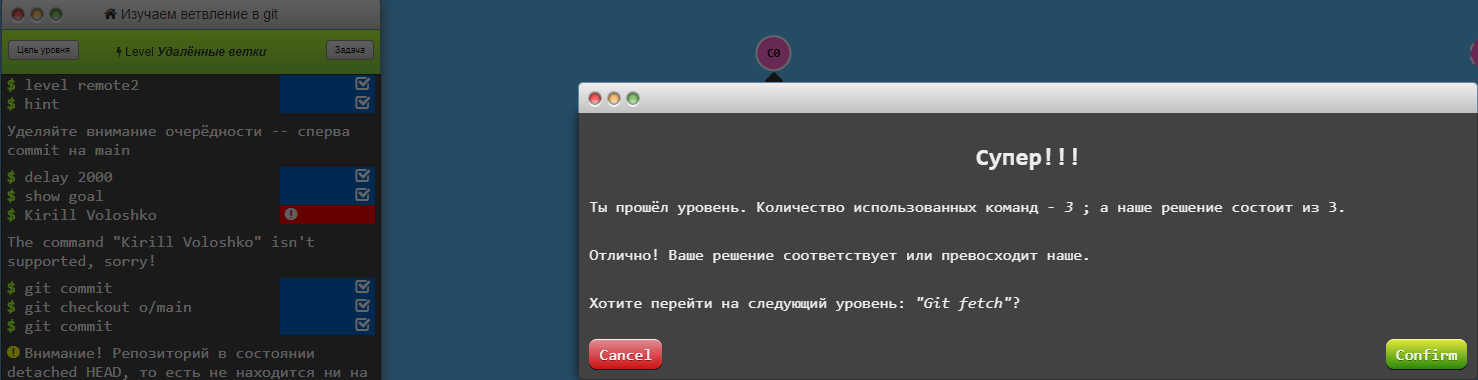 Изучаем ветвление в git
Цель уровня
Level Удалённые ветки
Задача
$ level remote2
$ hint
Уделяйте внимание очерёдности -- сперва
commit на main
$ delay 2000
$ show goal
$ Kirill Voloshko
The command "Kirill Voloshko" isn't
supported, sorry!
$ git commit
$ git checkout o/main
$ git commit
Внимание! Репозиторий в состоянии
detached HEAD, то есть не находится ни на
C0
Супер!!!
Ты прошёл уровень. Количество использованных команд - 3 ; а наше решение состоит из 3.
Отлично! Ваше решение соответствует или превосходит наше.
Хотите перейти на следующий уровень: "Git fetch"?
Cancel
Confirm